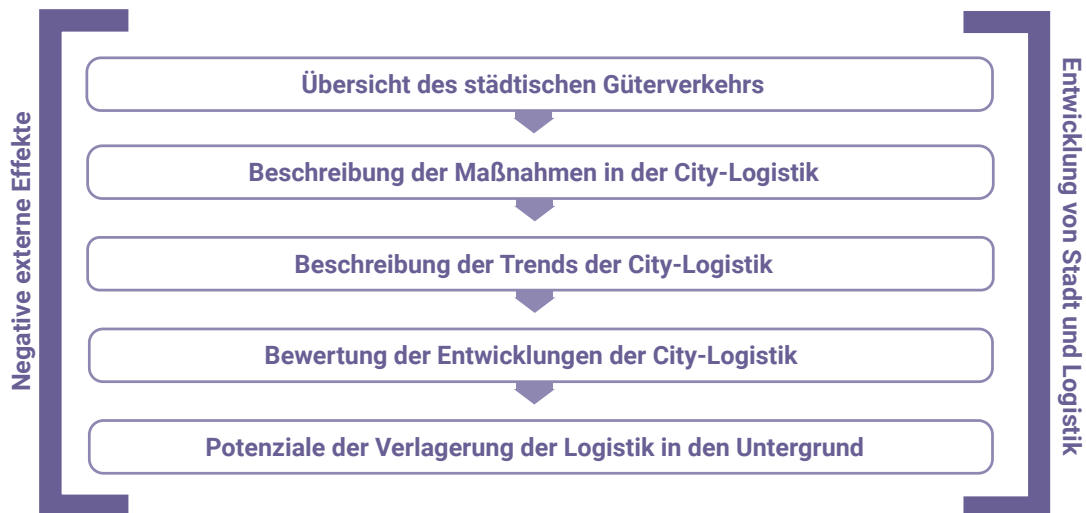 Negative externe Effekte
Übersicht des städtischen Güterverkehrs
Beschreibung der Maßnahmen in der City-Logistik
Beschreibung der Trends der City-Logistik
Bewertung der Entwicklungen der City-Logistik
Potenziale der Verlagerung der Logistik in den Untergrund
Entwicklung von Stadt und Logistik